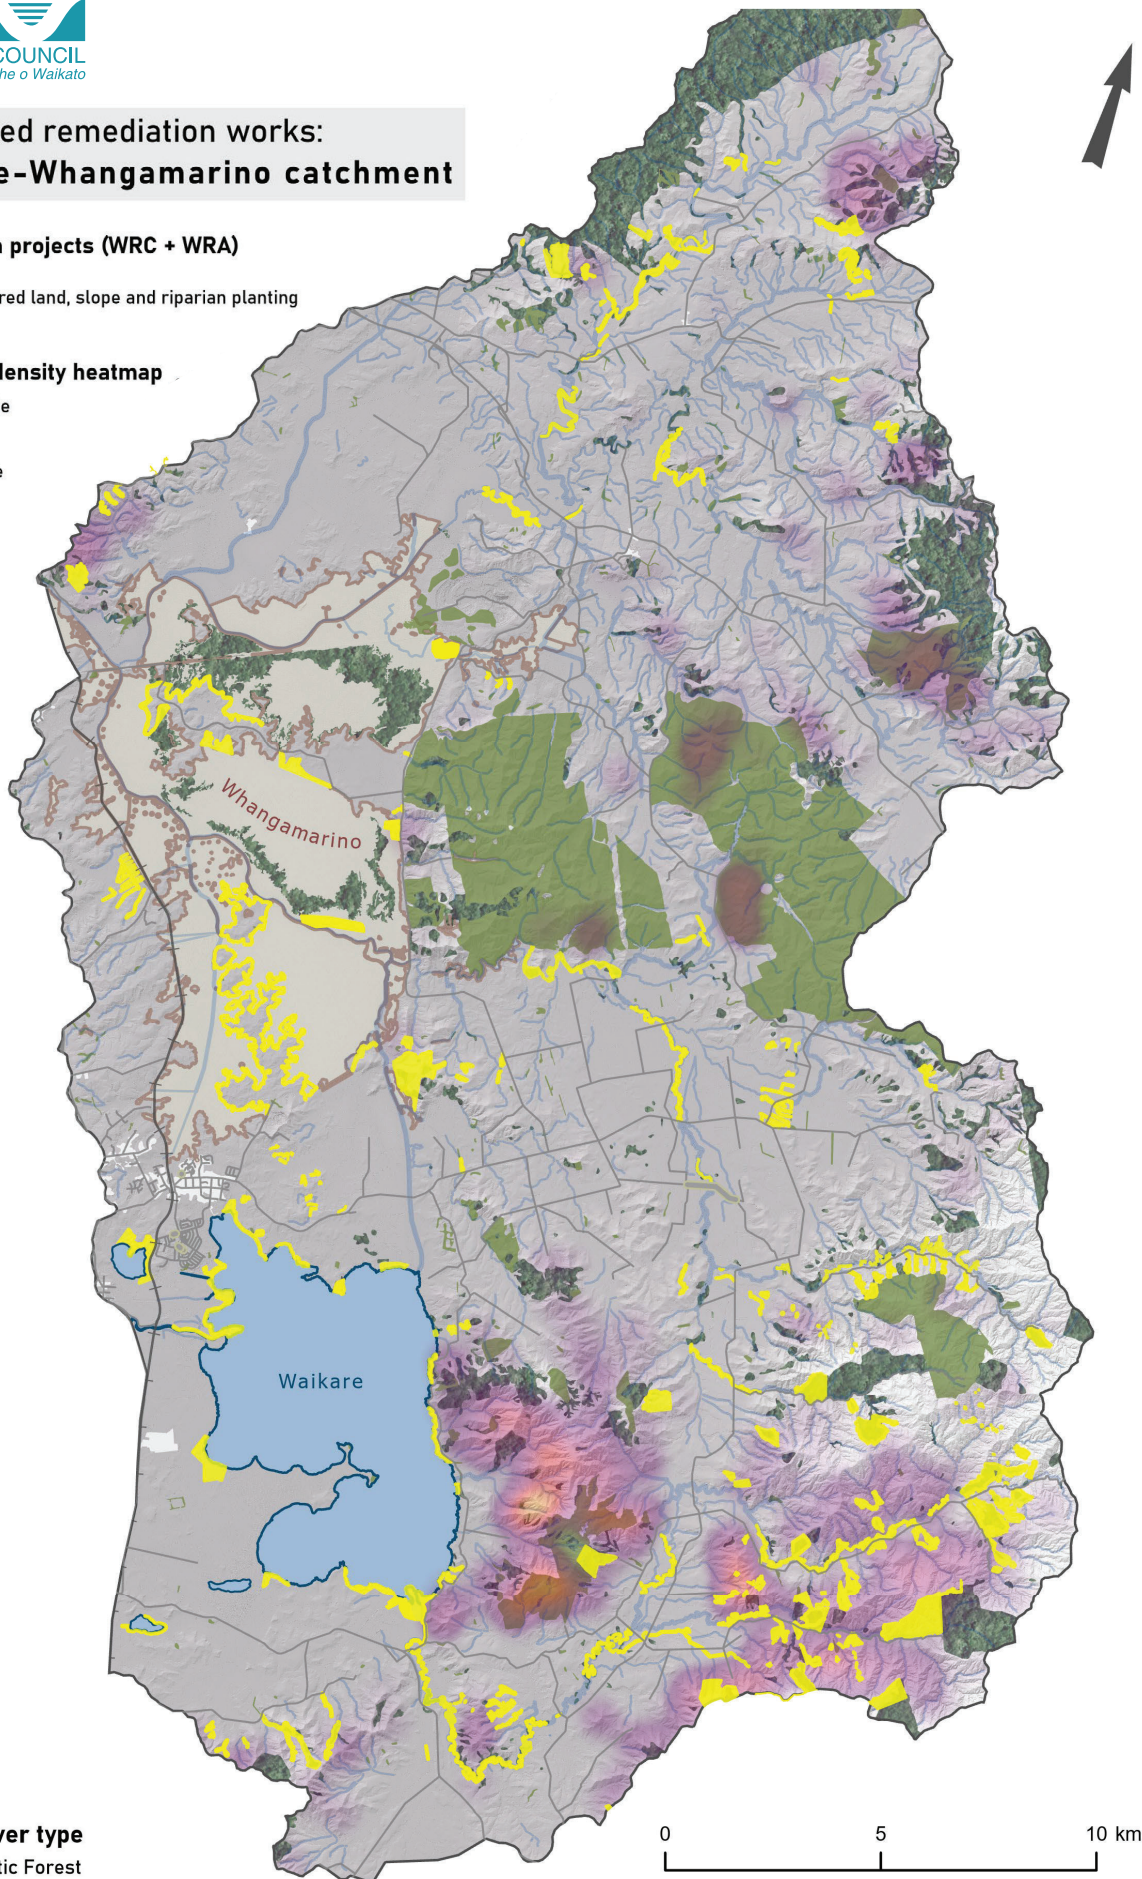 COUNCIL
he o Waikato
ed remediation works:
e-Whangamarino catchment
n projects (WRC + WRA)
red land, slope and riparian planting
density heatmap
e
e
Whangamarino
Waikare
ver type
tic Forest
0 5 10 km